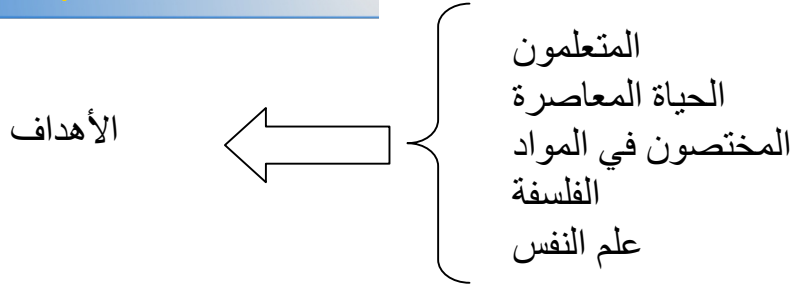 المتعلمون
الحياة المعاصرة
المختصون في المواد
الفلسفة
علم النفس
الأهداف